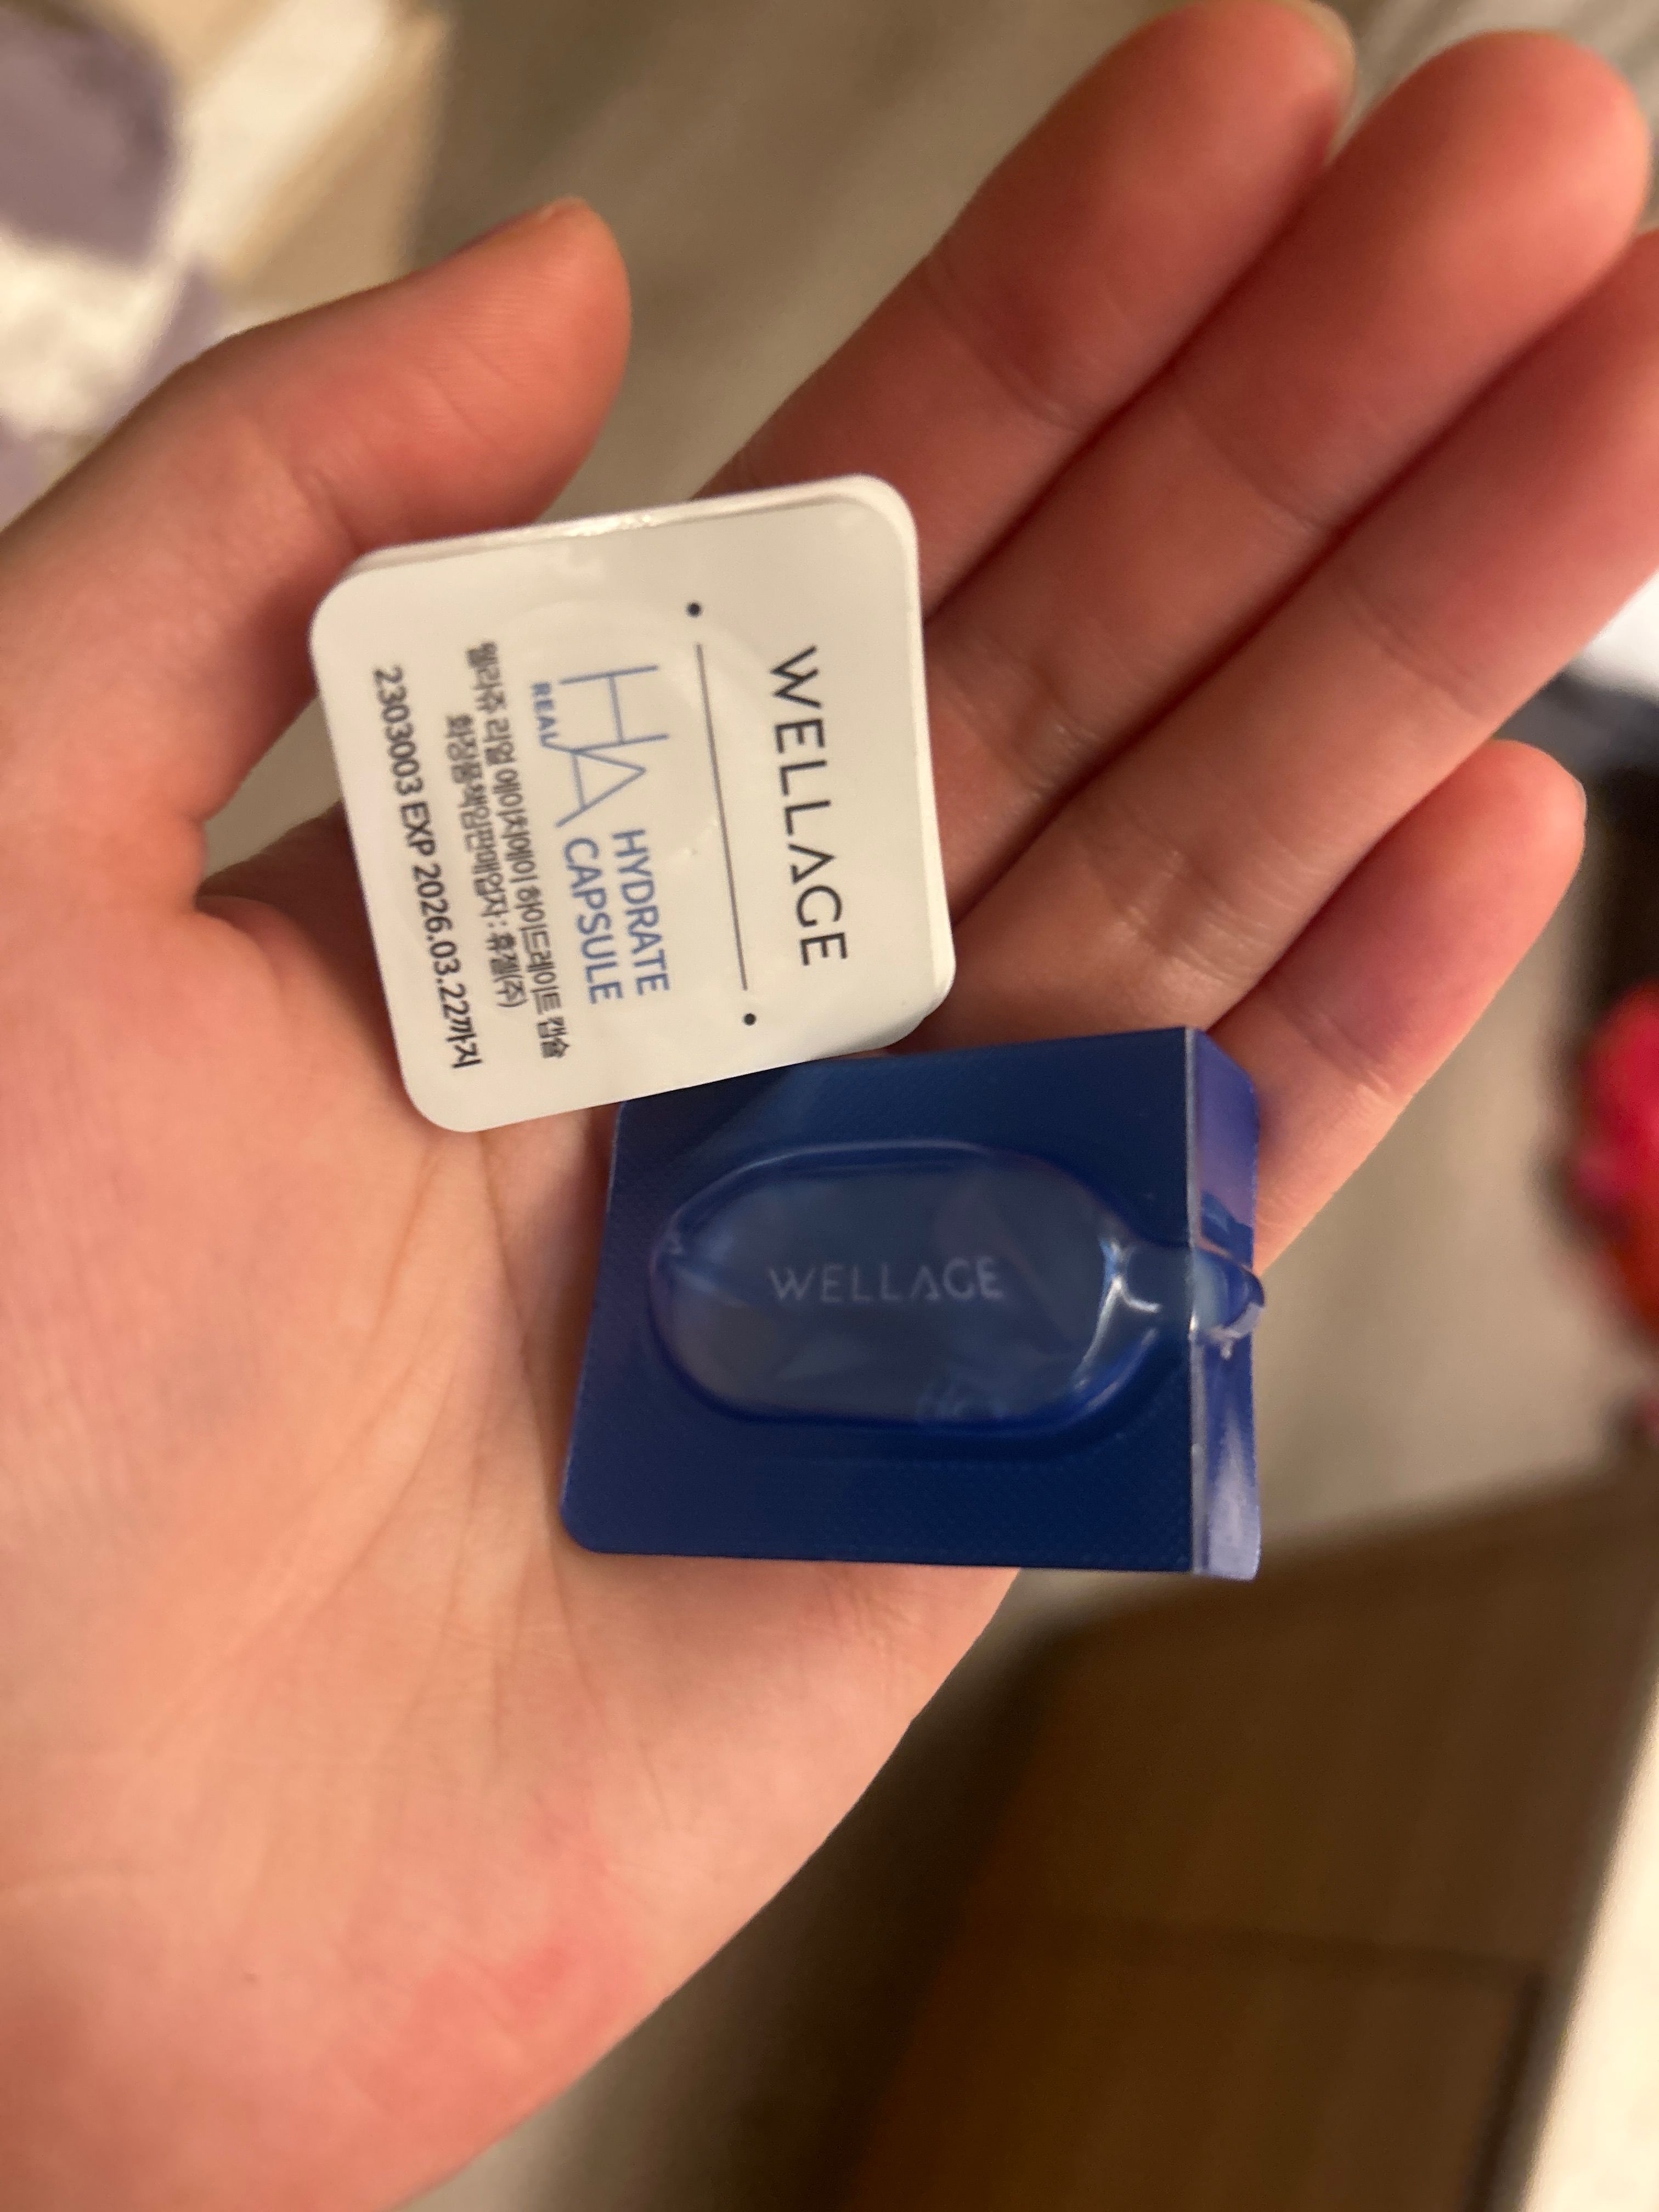 WELLAGE
REAL
HA
HYDRATE
CAPSULE
웰라쥬 리얼 에이치에이 하이드레이트 캡슐
화장품책임판매업자 : 휴젤(주)
2303003 EXP 2026.03.22까지
WELLAGE